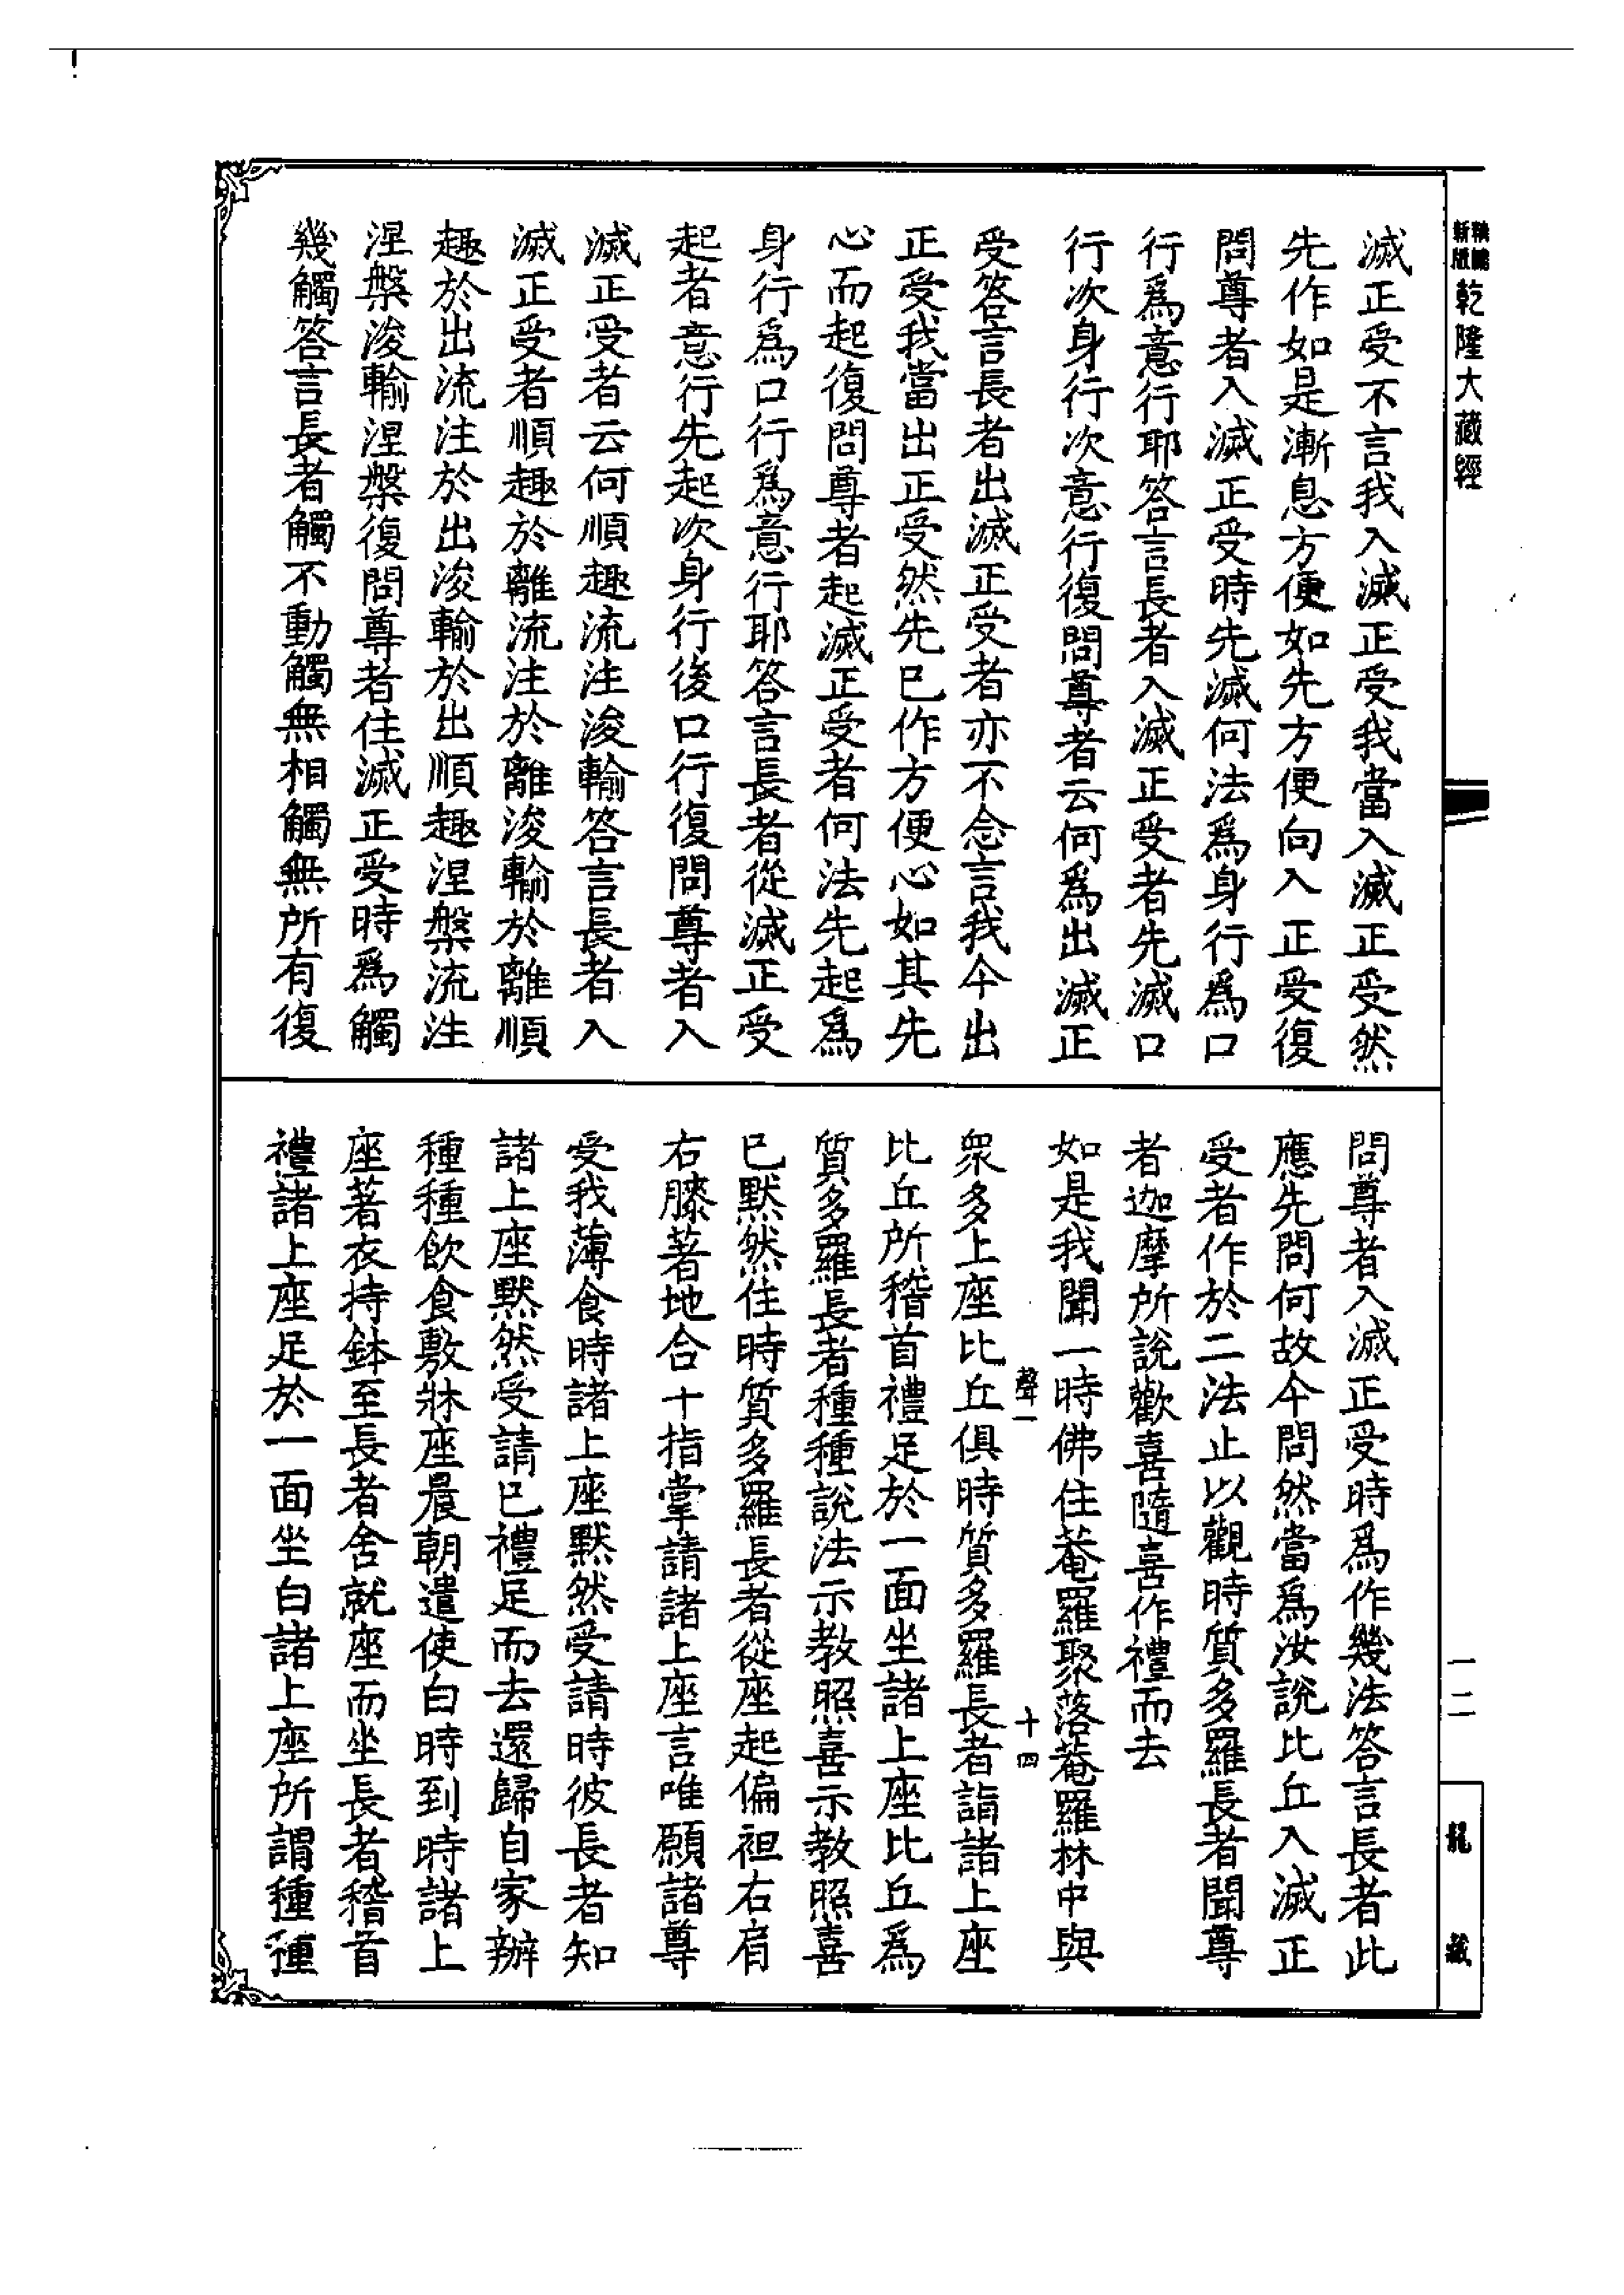 新版
乾隆大藏經
滅正受不言我入滅正受我當入滅正受然
先作如是漸息方便如先方便向入正受復
問尊者入滅正受時先滅何法爲身行爲口
行爲意行耶答言長者入滅正受者先滅口
行次身行次意行復問尊者云何爲出滅正
受答言長者出滅正受者亦不念言我今出
正受我當出正受然先已作方便心如其先
心而起復問尊者起滅正受者何法先起爲
身行爲口行爲意行耶答言長者從滅正受
起者意行先起次身行後口行復問尊者入
滅正受者云何順趣流注浚輸答言長者入
滅正受者順趣於離流注於離浚輸於離順
趣於出流注於出浚輸於出順趣涅槃流注
涅槃浚輸涅槃復問尊者住滅正受時爲觸
幾觸答言長者觸不動觸無相觸無所有復
問尊者入滅正受時爲作幾法答言長者此
應先問何故今問然當爲汝說比丘入滅正
受者作於二法止以觀時質多羅長者聞尊
者迦摩所說歡喜隨喜作禮而去
如是我聞一時佛住菴羅聚落菴羅林中與
聲一
十四
衆多上座比丘俱時質多羅長者詣諸上座
比丘所稽首禮足於一面坐諸上座比丘爲
質多羅長者種種說法示教照喜示教照喜
已默然住時質多羅長者從座起偏袒右肩
右膝著地合十指掌請諸上座言唯願諸尊
受我薄食時諸上座默然受請時彼長者知
諸上座默然受請已禮足而去還歸自家辦
種種飲食敷牀座晨朝遣使白時到時諸上
座著衣持鉢至長者舍就座而坐長者稽首
禮諸上座足於一面坐白諸上座所謂種種
一二
龍藏